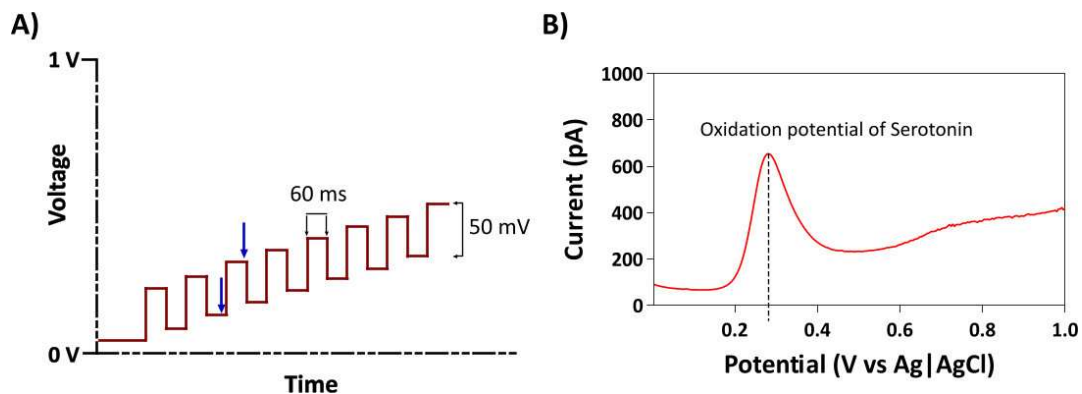 A)
1 V
Voltage
0 V
Time
60 ms
50 mV
B)
1000
800
600
400
200
0
Current (pA)
Oxidation potential of Serotonin
0.2
0.4
0.6
0.8
1.0
Potential (V vs Ag|AgCl)